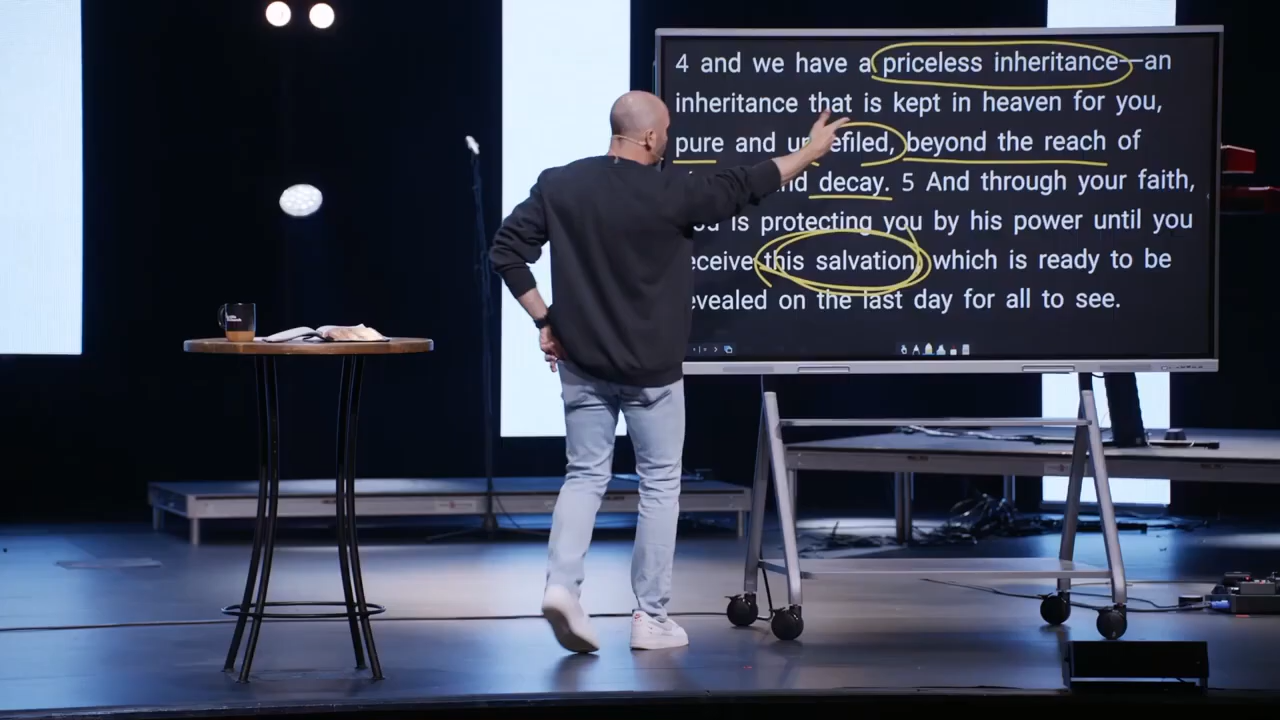 4 and we have a priceless inheritance—an
inheritance that is kept in heaven for you,
pure and beyond the reach of
decay. 5 And through your faith,
is protecting you by his power until you
this salvation, which is ready to be
on the last day for all to see.